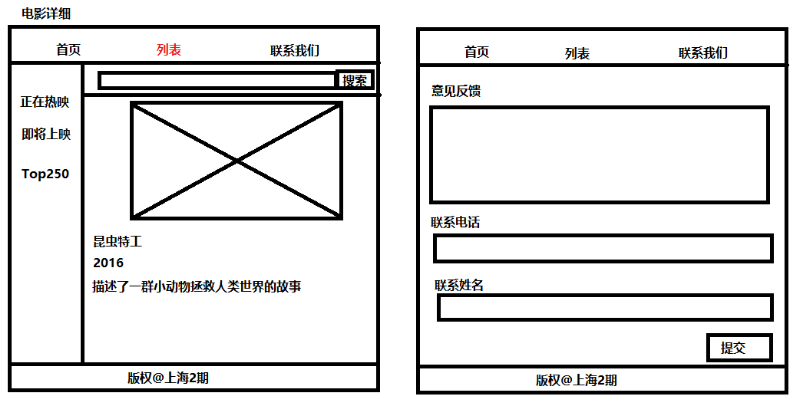 电影详细
首页 列表 联系我们
搜索
正在热映
即将上映
Top250
昆虫特工
2016
描述了一群小动物拯救人类世界的故事
版权@上海2期
首页 列表 联系我们
意见反馈
联系电话
联系姓名
提交
版权@上海2期